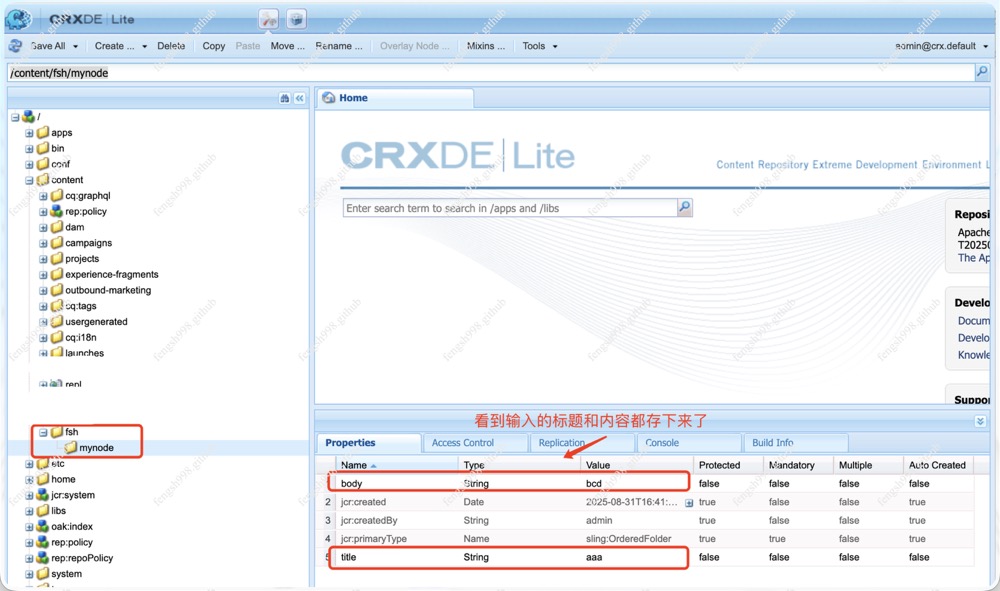 CRXDE | Lite
Save All Create ... Delete Copy Paste Move ... Rename ... Overlay Node ... Mixins ... Tools admin@crx.default
/content/fsh/mynode
Home
/
apps
bin
conf
content
cq:graphql
rep:policy
dam
campaigns
projects
experience-fragments
outbound-marketing
cq:tags
usergenerated
cq:i18n
launches
repl
fsh
mynode
etc
home
jcr:system
libs
oak:index
rep:policy
rep:repoPolicy
system
CRXDE | Lite
Content Repository Extreme Development Environment L
Enter search term to search in /apps and /libs
Reposi
Apache
T2025
The Ap
Develo
Docum
Develo
Knowle
Suppo
看到输入的标题和内容都存下来了
Properties Access Control Replication Console Build Info
Name Type Value Protected Mandatory Multiple Auto Created
body String bcd false false false false
2 jcr:created Date 2025-08-31T16:41:... true false false true
3 jcr:createdBy String admin true false false true
4 jcr:primaryType Name sling:OrderedFolder true true false true
5 title String aaa false false false false
fengsh998.github